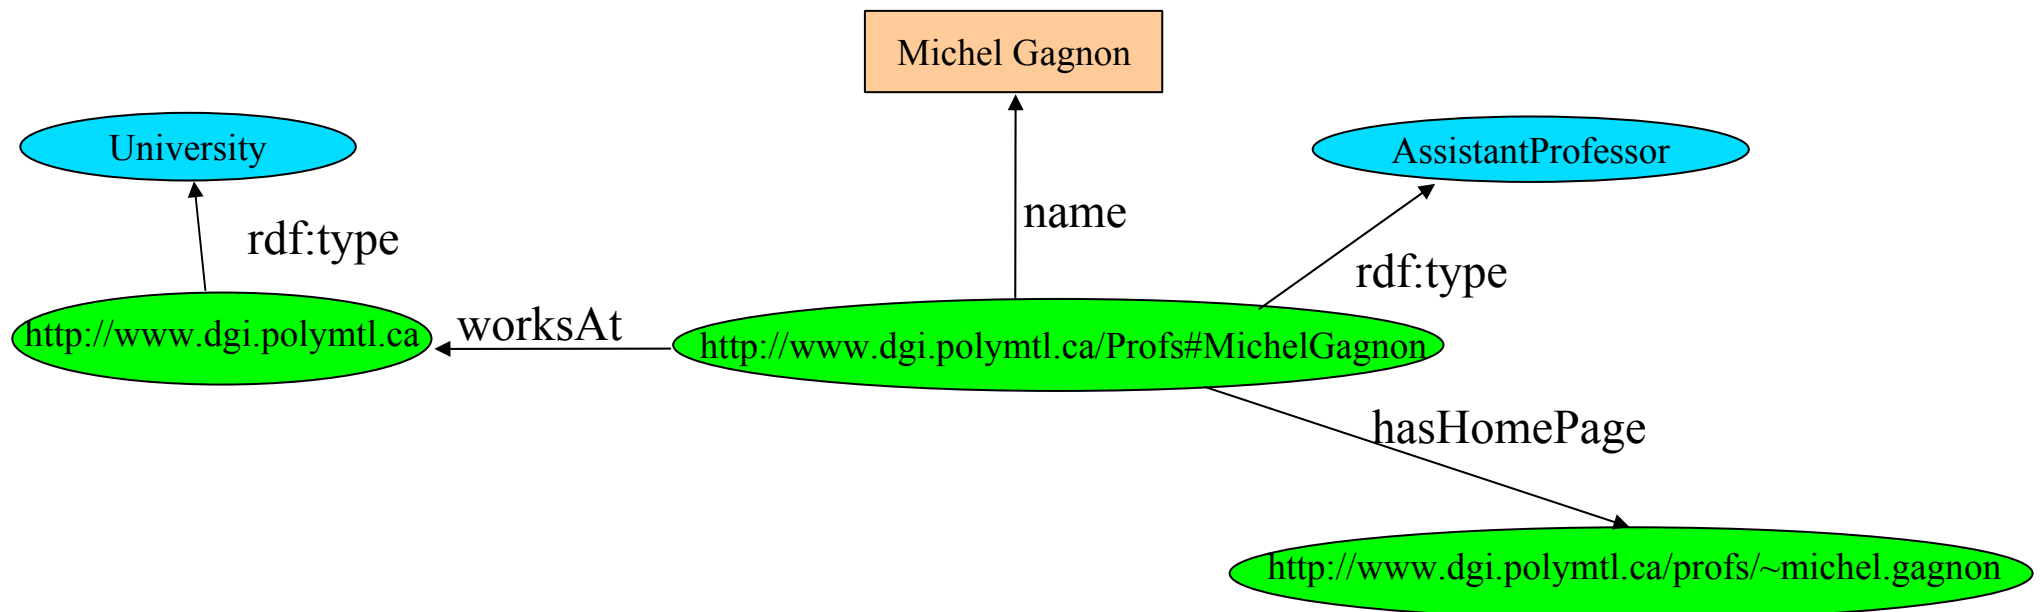 Michel Gagnon
University
AssistantProfessor
name
rdf:type
rdf:type
http://www.dgi.polymtl.ca
worksAt
http://www.dgi.polymtl.ca/Profs#MichelGagnon
hasHomePage
http://www.dgi.polymtl.ca/profs/~michel.gagnon